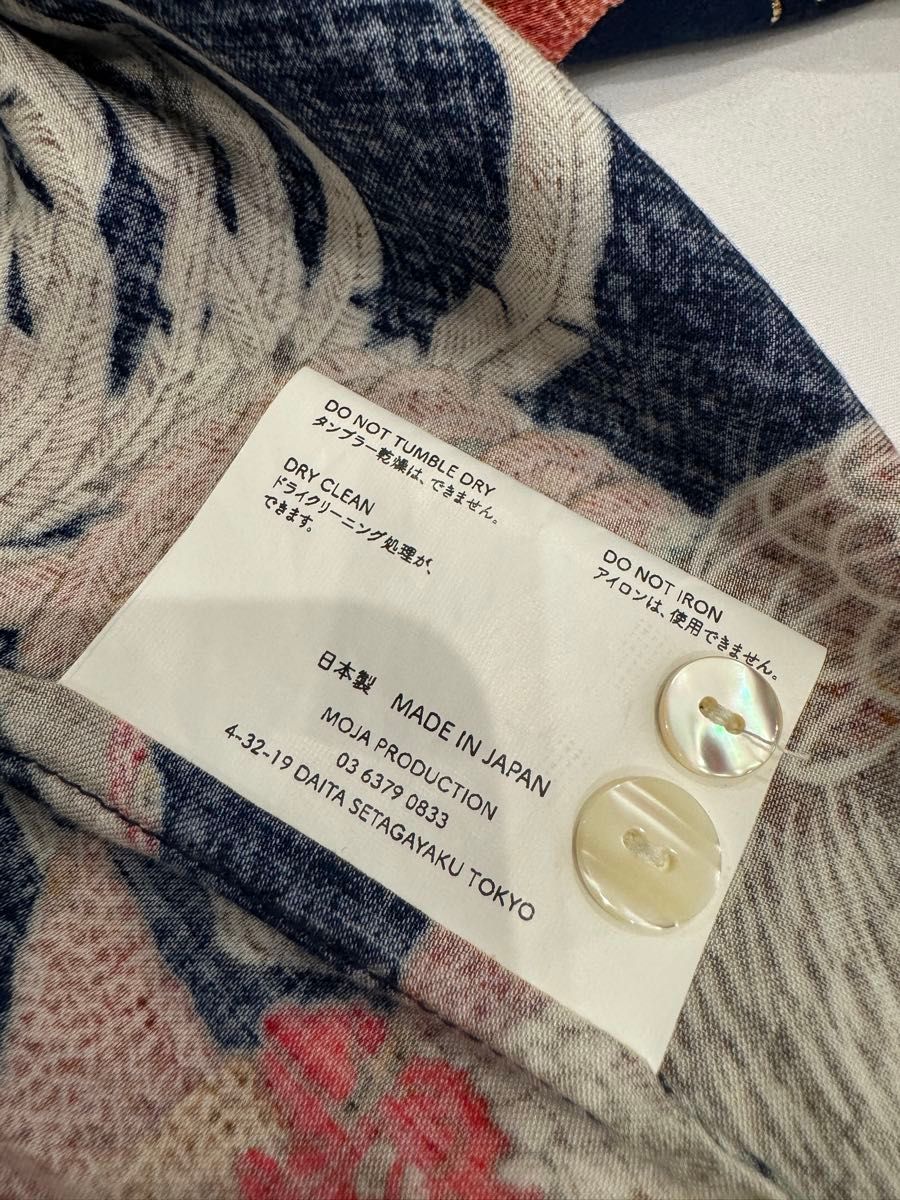 DO NOT TUMBLE DRY
タンブラー乾燥は、できません。
DRY CLEAN
ドライクリーニング処理が、
できます。
DO NOT IRON
アイロンは、使用できません。
日本製 MADE IN JAPAN
MOJA PRODUCTION
03 6379 0833
4-32-19 DAITA SETAGAYAKU TOKYO